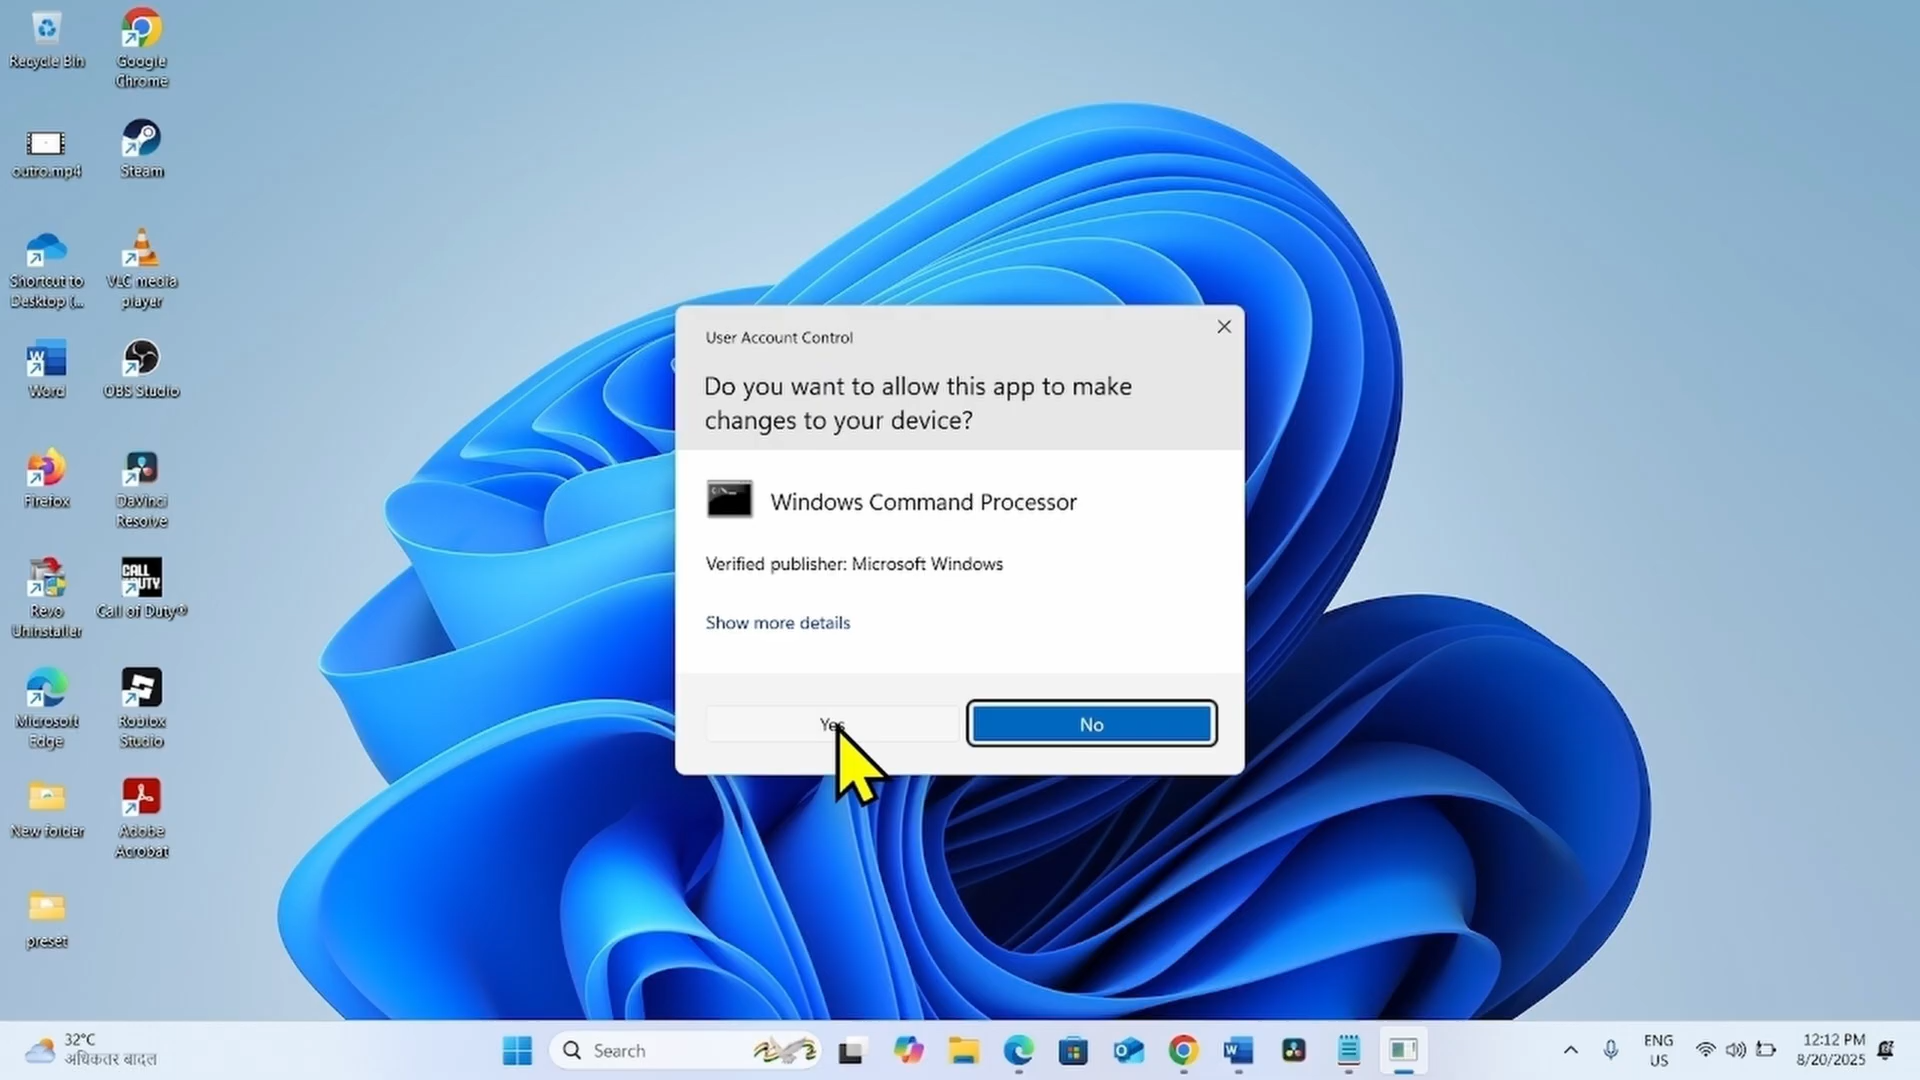 Recycle Bin
Google
Chrome
outro.mp4
Steam
Shortcut to
Desktop (...
VLC media
player
Word
OBS Studio
Firefox
DaVinci
Resolve
Revo
Uninstaller
CALL
DUTY
Call of Duty®
Microsoft
Edge
Roblox
Studio
New folder
Adobe
Acrobat
preset
User Account Control
Do you want to allow this app to make
changes to your device?
Windows Command Processor
Verified publisher: Microsoft Windows
Show more details
Yes
No
32°C
अधिकतर बादल
Search
ENG
US
12:12 PM
8/20/2025